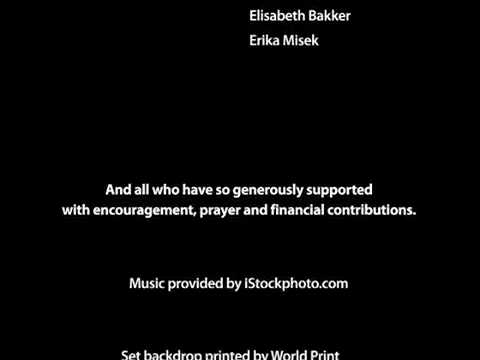 Elisabeth Bakker
Erika Misek
And all who have so generously supported
with encouragement, prayer and financial contributions.
Music provided by iStockphoto.com
Set backdrop printed by World Print